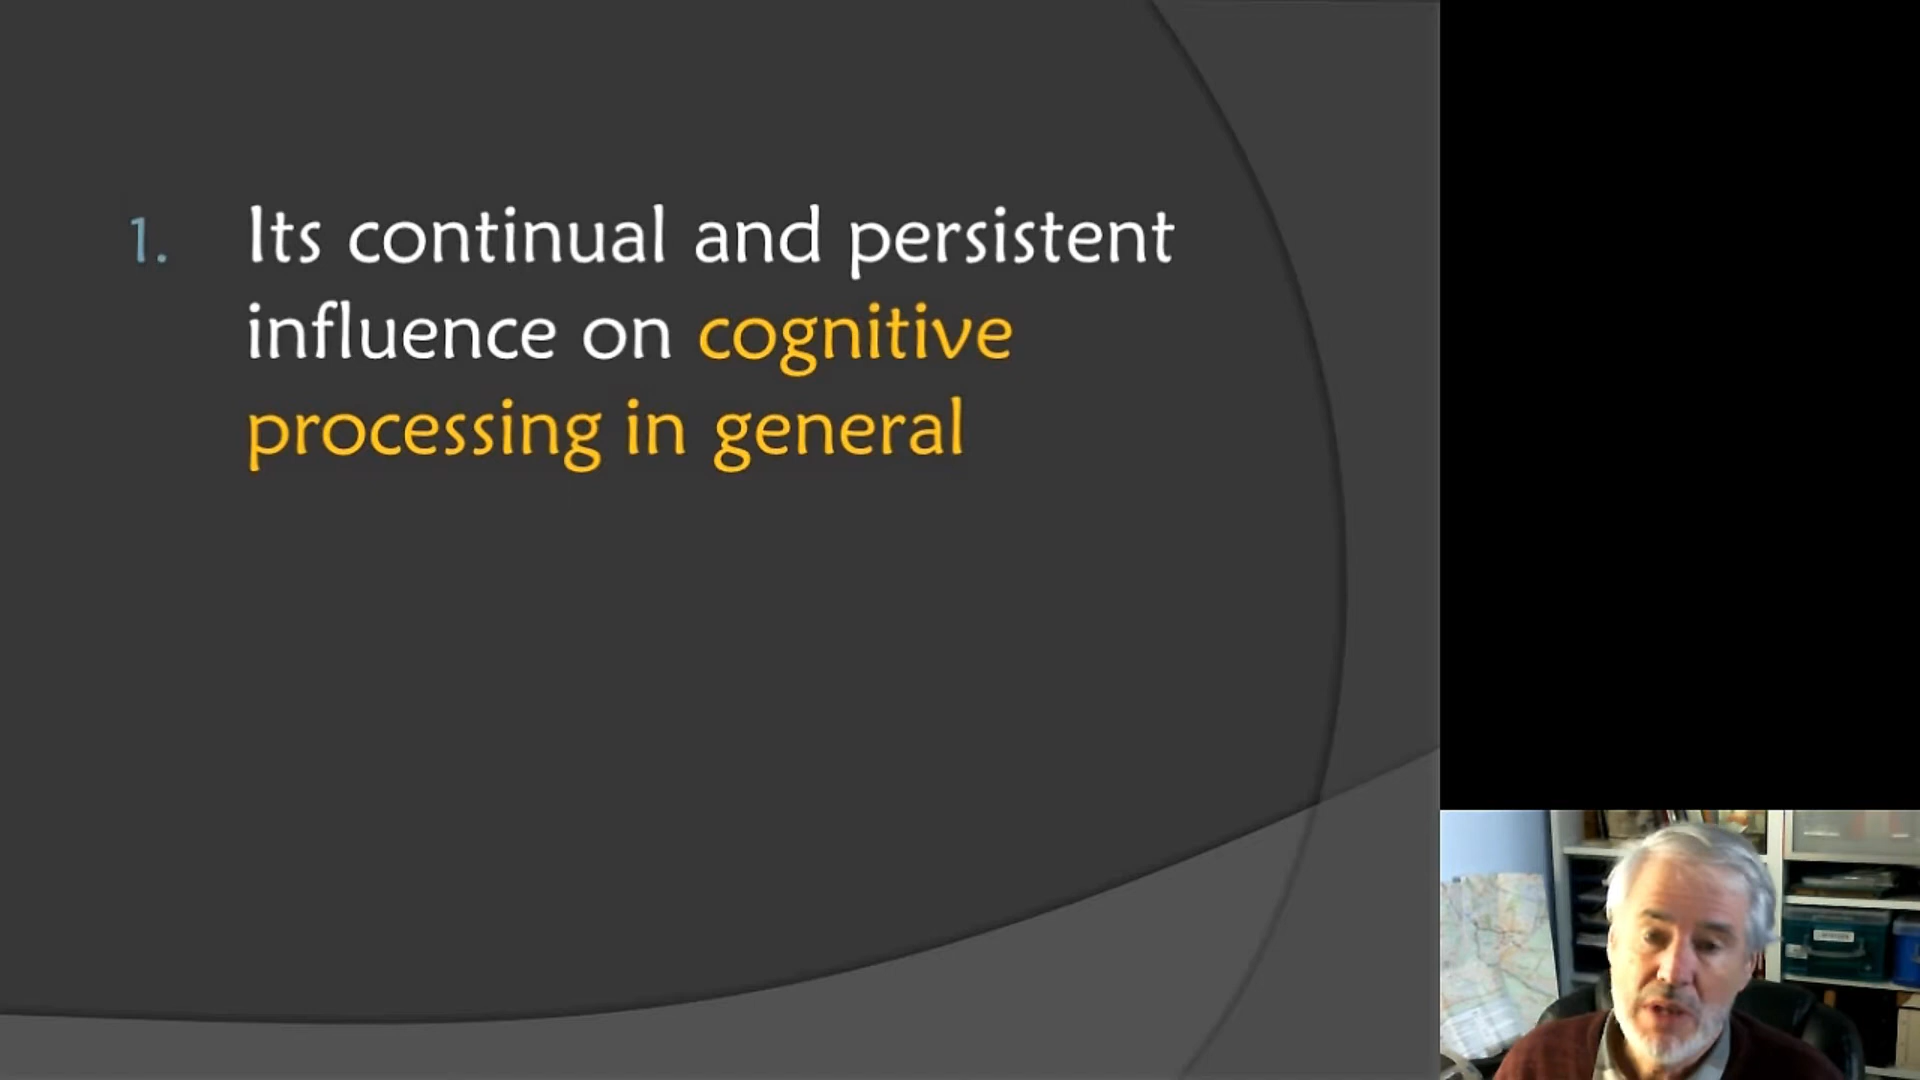 1. Its continual and persistent
influence on cognitive
processing in general